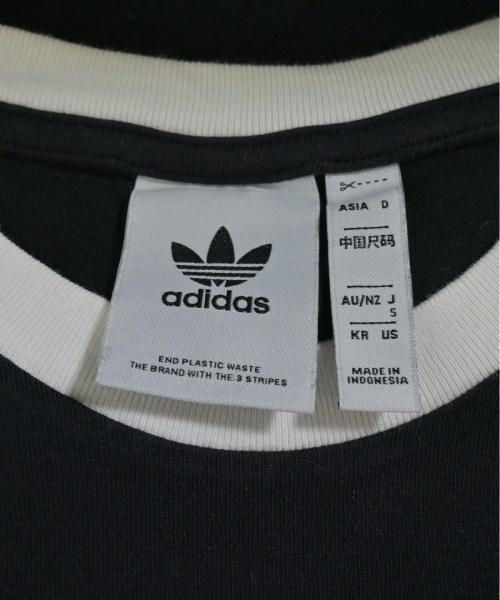 adidas
END PLASTIC WASTE
THE BRAND WITH THE 3 STRIPES
ASIA D
中国尺码
AU/NZ J
S
KR US
MADE IN
INDONESIA